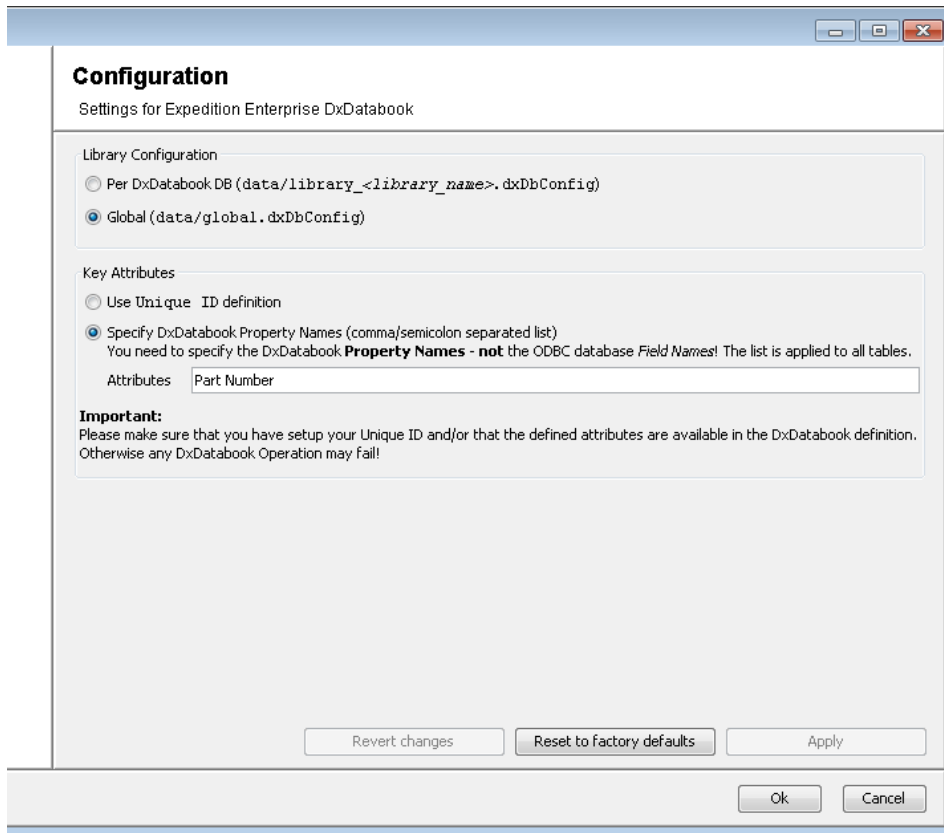 Configuration
Settings for Expedition Enterprise DxDatabook
Library Configuration
Per DxDatabook DB (data/library_<library_name>.dxDbConfig)
Global (data/global.dxDbConfig)
Key Attributes
Use Unique ID definition
Specify DxDatabook Property Names (comma/semicolon separated list)
You need to specify the DxDatabook Property Names - not the ODBC database Field Names! The list is applied to all tables.
Attributes Part Number
Important:
Please make sure that you have setup your Unique ID and/or that the defined attributes are available in the DxDatabook definition.
Otherwise any DxDatabook Operation may fail!
Revert changes Reset to factory defaults Apply
Ok Cancel